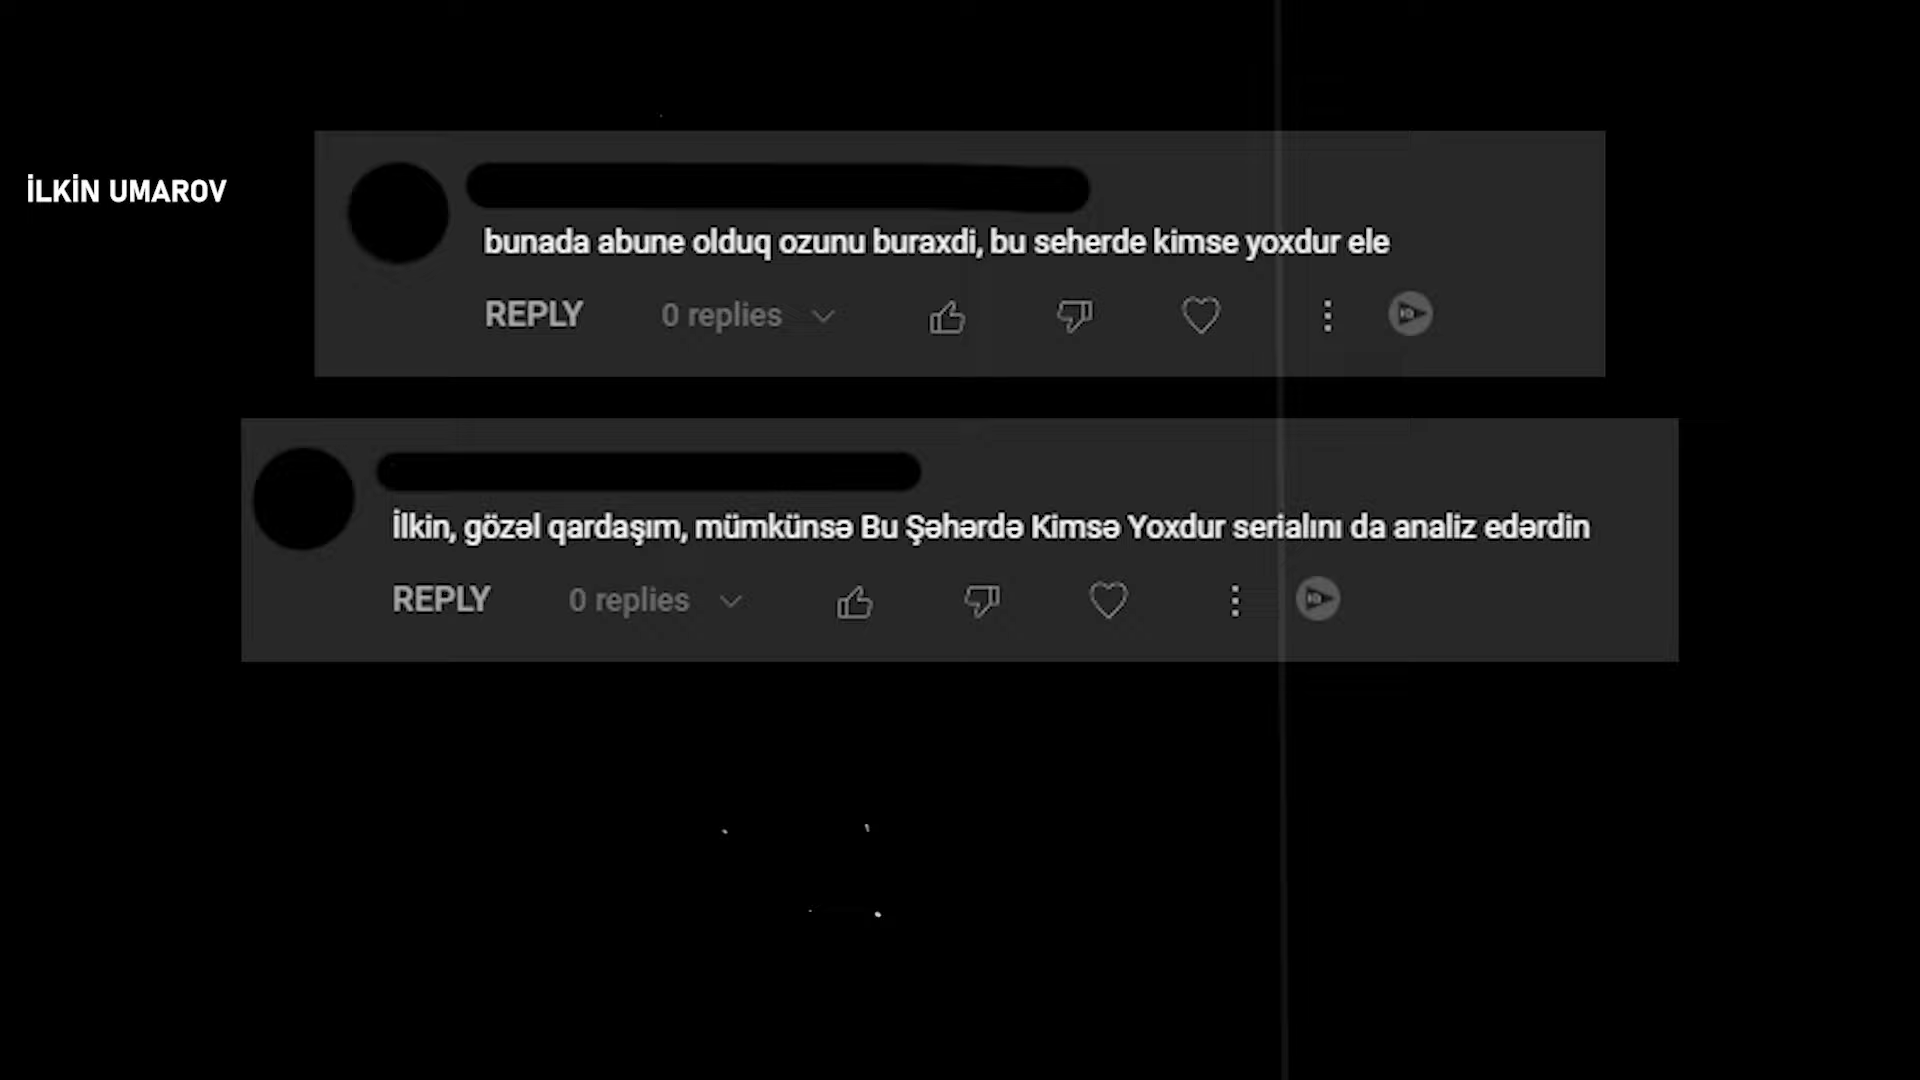 İLKİN UMAROV
bunada abune olduq ozunu buraxdi, bu seherde kimse yoxdur ele
REPLY 0 replies
İlkin, gözəl qardaşım, mümkünsə Bu Şəhərdə Kimsə Yoxdur serialını da analiz edərdin
REPLY 0 replies